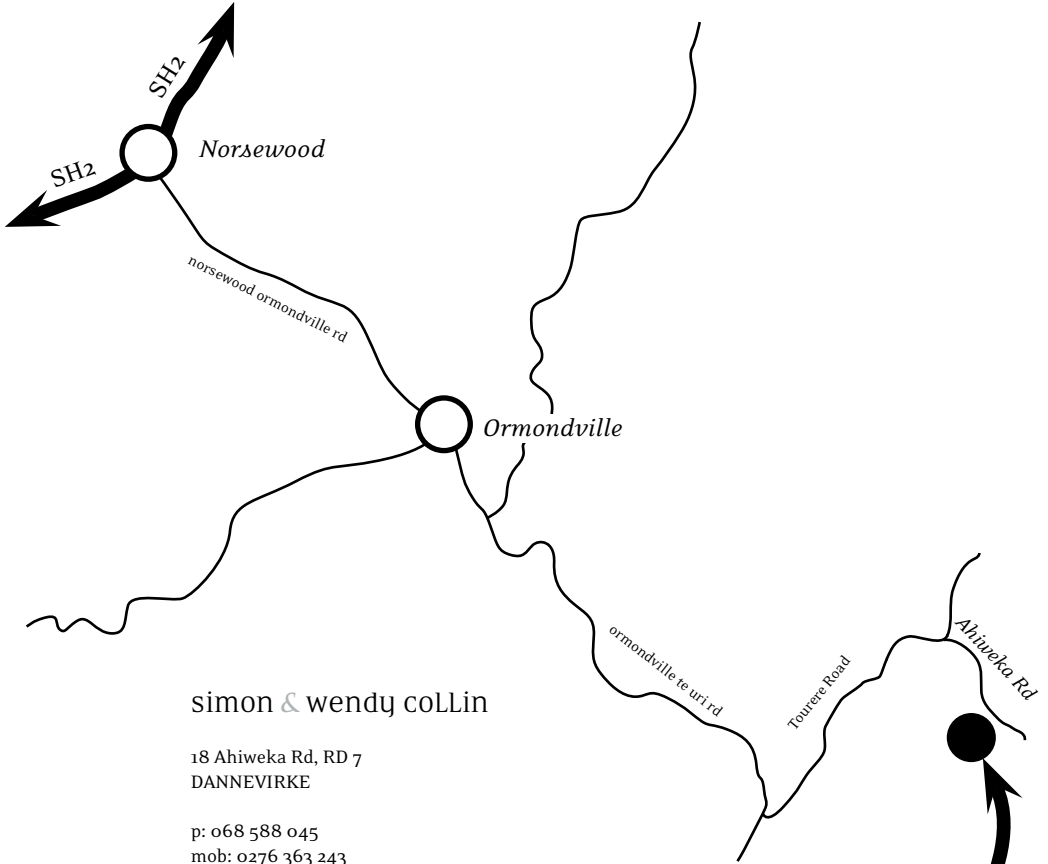 SH2
Norsewood
SH2
norsewood ormondville rd
Ormondville
ormondville te uri rd
Tourere Road
Ahiweka Rd
simon & wendy coLLin
18 Ahiweka Rd, RD 7
DANNEVIRKE
p: 068 588 045
mob: 0276 363 243